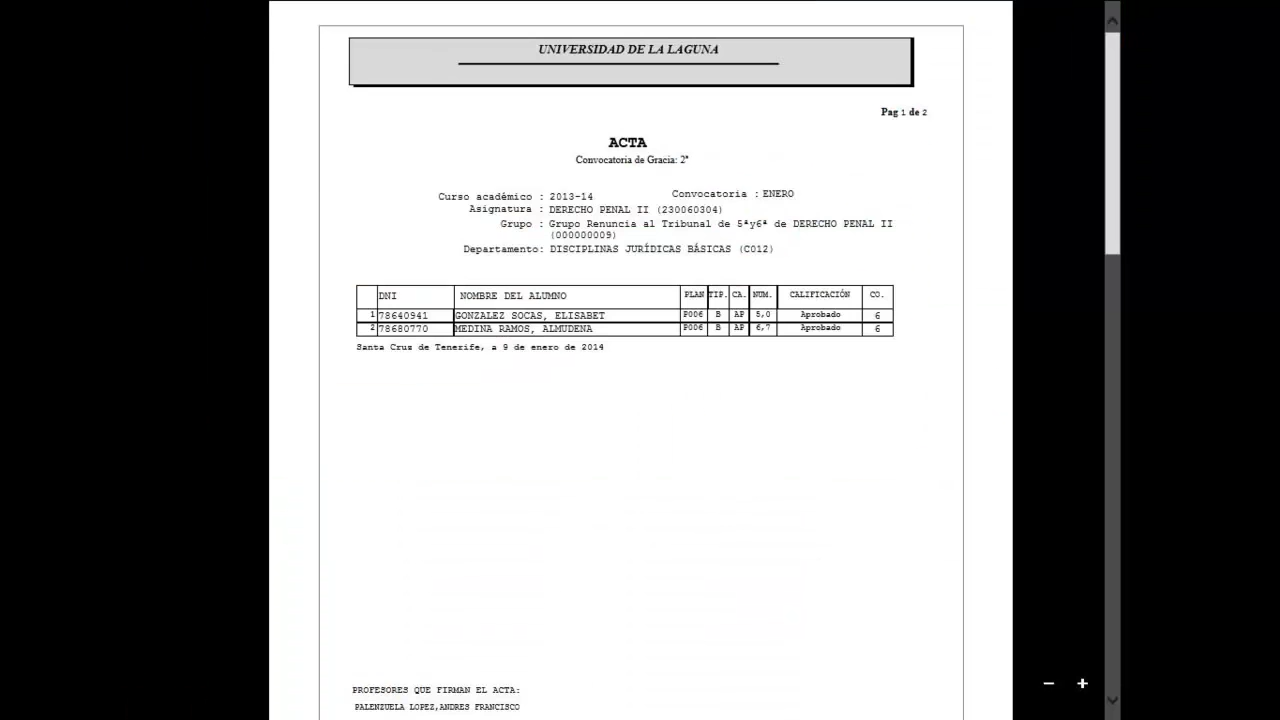 UNIVERSIDAD DE LA LAGUNA
Pag 1 de 2
ACTA
Convocatoria de Gracia: 2ª
Curso académico : 2013-14 Convocatoria : ENERO
Asignatura : DERECHO PENAL II (230060304)
Grupo : Grupo Renuncia al Tribunal de 5ªy6ª de DERECHO PENAL II
(000000009)
Departamento: DISCIPLINAS JURÍDICAS BÁSICAS (C012)
DNI NOMBRE DEL ALUMNO PLAN TIP. CA. NUM. CALIFICACIÓN CO.
1 78640941 GONZALEZ SOCAS, ELISABET P006 B AP 5,0 Aprobado 6
2 78680770 MEDINA RAMOS, ALMUDENA P006 B AP 6,7 Aprobado 6
Santa Cruz de Tenerife, a 9 de enero de 2014
PROFESORES QUE FIRMAN EL ACTA:
PALENZUELA LOPEZ,ANDRES FRANCISCO